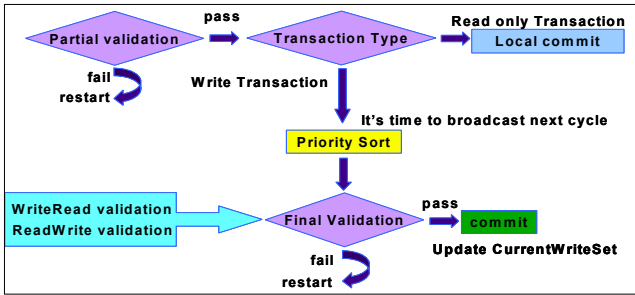 pass
Read only Transaction
Partial validation
Transaction Type
Local commit
fail
restart
Write Transaction
It's time to broadcast next cycle
Priority Sort
WriteRead validation
ReadWrite validation
Final Validation
pass
commit
Update CurrentWriteSet
fail
restart